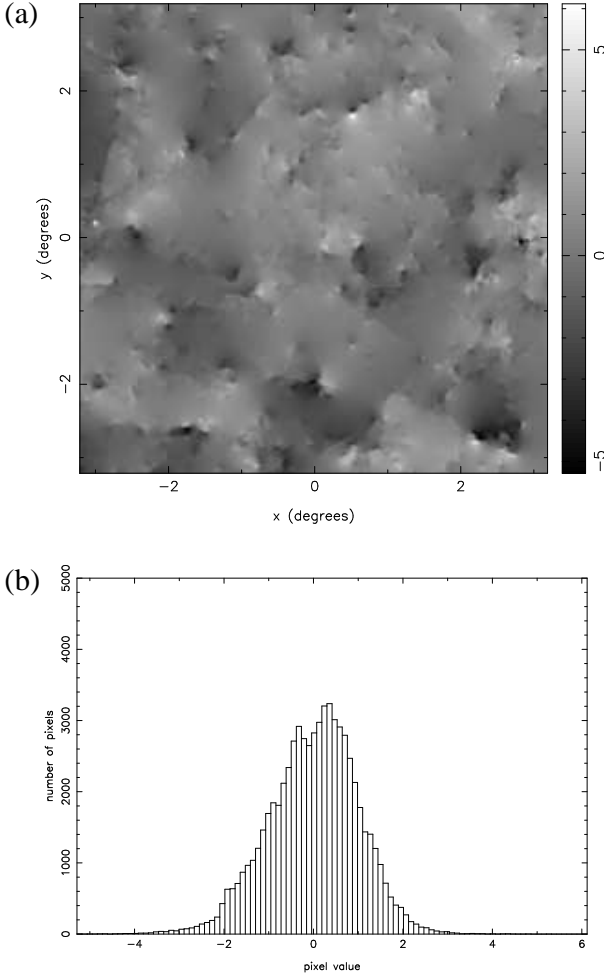 (a)
5
0
−5
2
0
−2
y (degrees)
−2 0 2
x (degrees)
(b)
5000
4000
3000
2000
1000
0
number of pixels
−4 −2 0 2 4 6
pixel value